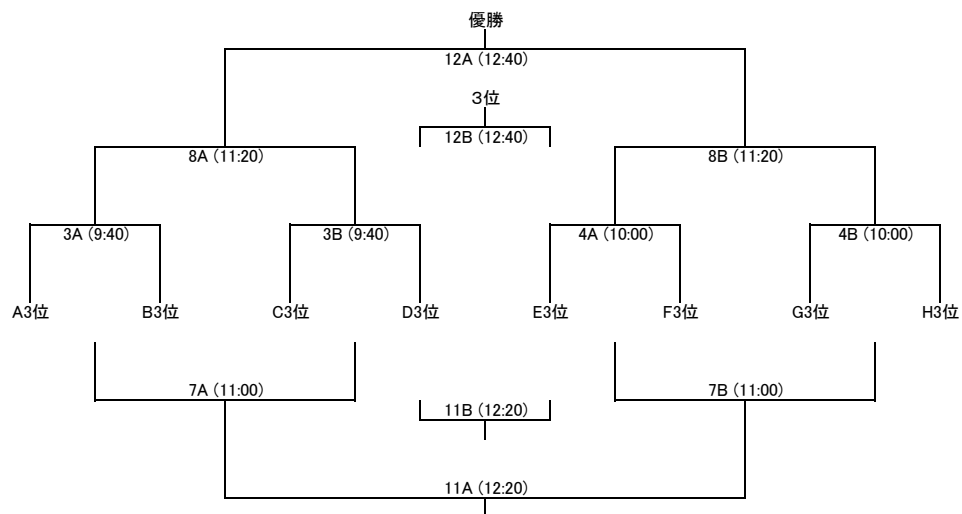 優勝
12A (12:40)
３位
12B (12:40)
8A (11:20)
8B (11:20)
3A (9:40)
3B (9:40)
4A (10:00)
4B (10:00)
A3位
B3位
C3位
D3位
E3位
F3位
G3位
H3位
7A (11:00)
7B (11:00)
11B (12:20)
11A (12:20)